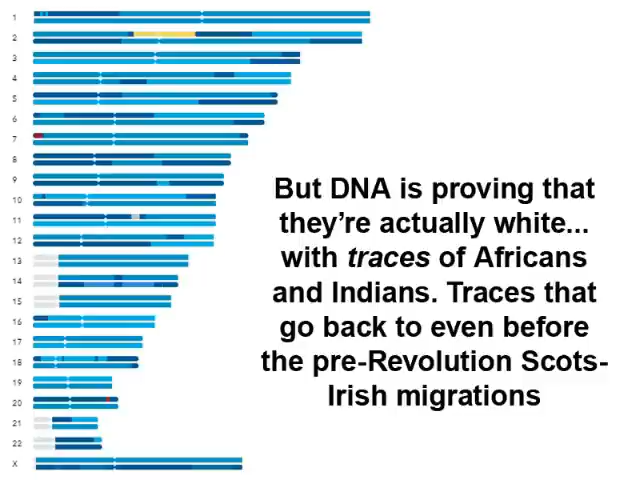 1
2
3
4
5
6
7
8
9
10
11
12
13
14
15
16
17
18
19
20
21
22
X
But DNA is proving that
they’re actually white...
with traces of Africans
and Indians. Traces that
go back to even before
the pre-Revolution Scots-
Irish migrations